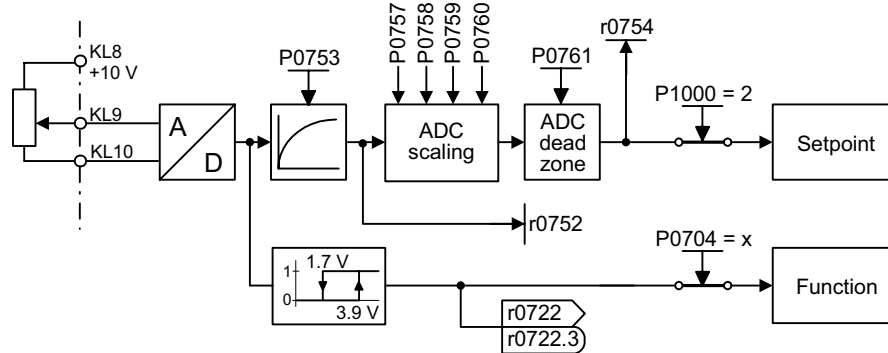 KL8
+10 V
KL9
KL10
A
D
P0753
P0757
P0758
P0759
P0760
ADC
scaling
P0761
ADC
dead
zone
r0754
P1000 = 2
Setpoint
r0752
1
0
1.7 V
3.9 V
r0722
r0722.3
P0704 = x
Function